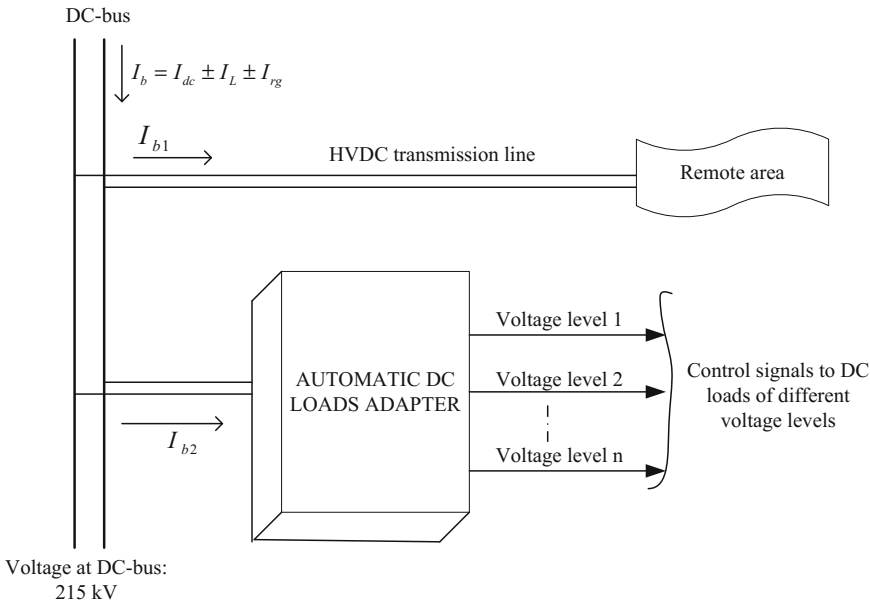 DC-bus
I_b = I_dc ± I_L ± I_rg
I_b1
HVDC transmission line
Remote area
Voltage level 1
AUTOMATIC DC
LOADS ADAPTER
Voltage level 2
Control signals to DC
loads of different
voltage levels
I_b2
Voltage level n
Voltage at DC-bus:
215 kV